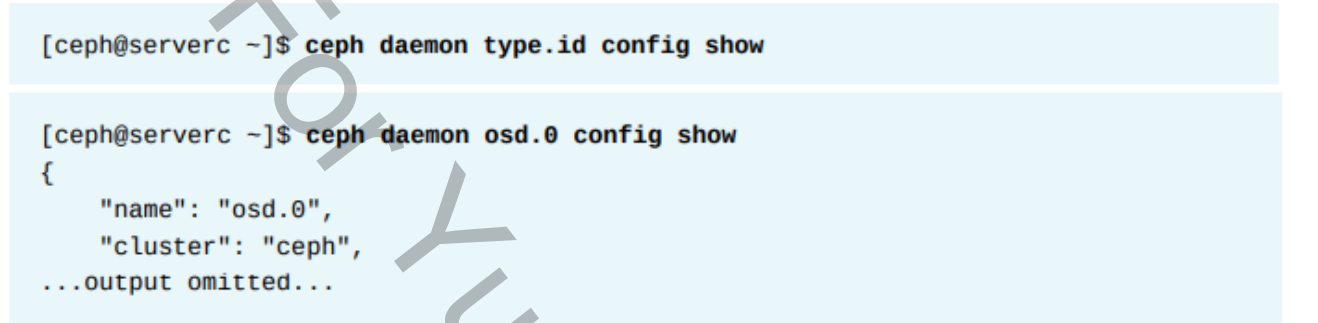 [ceph@serverc ~]$ ceph daemon type.id config show
[ceph@serverc ~]$ ceph daemon osd.0 config show
{
    "name": "osd.0",
    "cluster": "ceph",
...output omitted...
For Yu